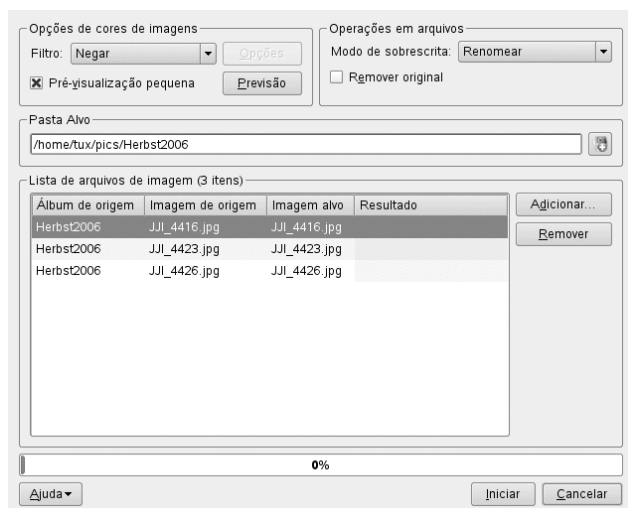 Opções de cores de imagens
Filtro: Negar Opções
Pré-visualização pequena Previsão
Operações em arquivos
Modo de sobrescrita: Renomear
Remover original
Pasta Alvo
/home/tux/pics/Herbst2006
Lista de arquivos de imagem (3 itens)
Álbum de origem Imagem de origem Imagem alvo Resultado
Herbst2006 JJI_4416.jpg JJI_4416.jpg
Herbst2006 JJI_4423.jpg JJI_4423.jpg
Herbst2006 JJI_4426.jpg JJI_4426.jpg
Adicionar...
Remover
0%
Ajuda Iniciar Cancelar